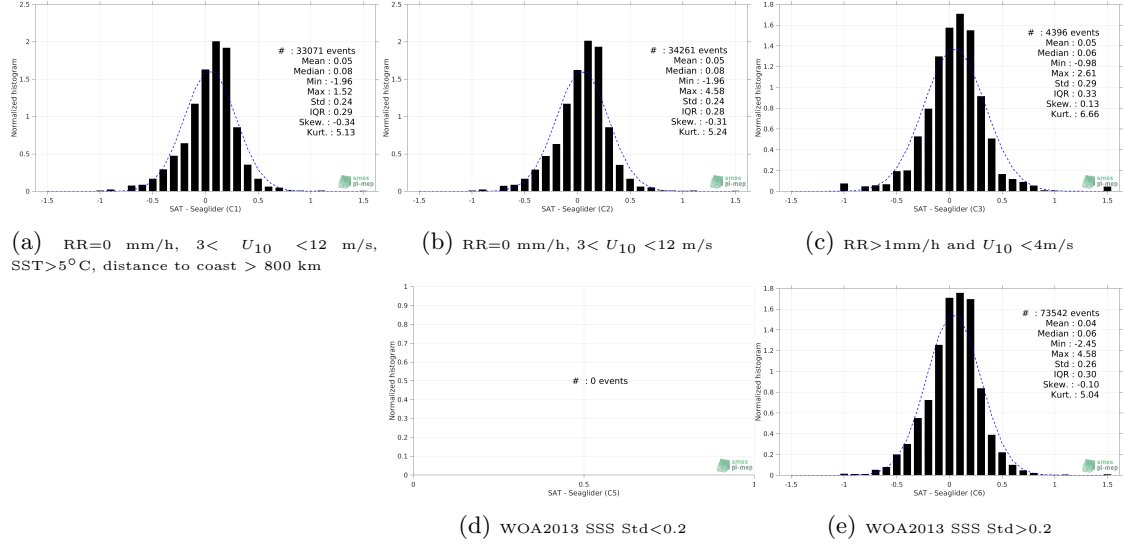 2.5
2
1.5
1
0.5
0
Normalized histogram
# : 33071 events
Mean : 0.05
Median : 0.08
Min : -1.96
Max : 1.52
Std : 0.24
IQR : 0.29
Skew. : -0.34
Kurt. : 5.13
smos
pi-mep
-1.5 -1 -0.5 0 0.5 1 1.5
SAT - Seaglider (C1)
(a) RR=0 mm/h, 3< U10 <12 m/s,
SST>5°C, distance to coast > 800 km
2.5
2
1.5
1
0.5
0
Normalized histogram
# : 34261 events
Mean : 0.05
Median : 0.08
Min : -1.96
Max : 4.58
Std : 0.24
IQR : 0.28
Skew. : -0.31
Kurt. : 5.24
smos
pi-mep
-1.5 -1 -0.5 0 0.5 1 1.5
SAT - Seaglider (C2)
(b) RR=0 mm/h, 3< U10 <12 m/s
1.8
1.6
1.4
1.2
1
0.8
0.6
0.4
0.2
0
Normalized histogram
# : 4396 events
Mean : 0.05
Median : 0.06
Min : -0.98
Max : 2.61
Std : 0.29
IQR : 0.33
Skew. : 0.13
Kurt. : 6.66
smos
pi-mep
-1.5 -1 -0.5 0 0.5 1 1.5
SAT - Seaglider (C3)
(c) RR>1mm/h and U10 <4m/s
1
0.9
0.8
0.7
0.6
0.5
0.4
0.3
0.2
0.1
0
Normalized histogram
# : 0 events
smos
pi-mep
0 0.5 1
SAT - Seaglider (C5)
(d) WOA2013 SSS Std<0.2
1.8
1.6
1.4
1.2
1
0.8
0.6
0.4
0.2
0
Normalized histogram
# : 73542 events
Mean : 0.04
Median : 0.06
Min : -2.45
Max : 4.58
Std : 0.26
IQR : 0.30
Skew. : -0.10
Kurt. : 5.04
smos
pi-mep
-1.5 -1 -0.5 0 0.5 1 1.5
SAT - Seaglider (C6)
(e) WOA2013 SSS Std>0.2